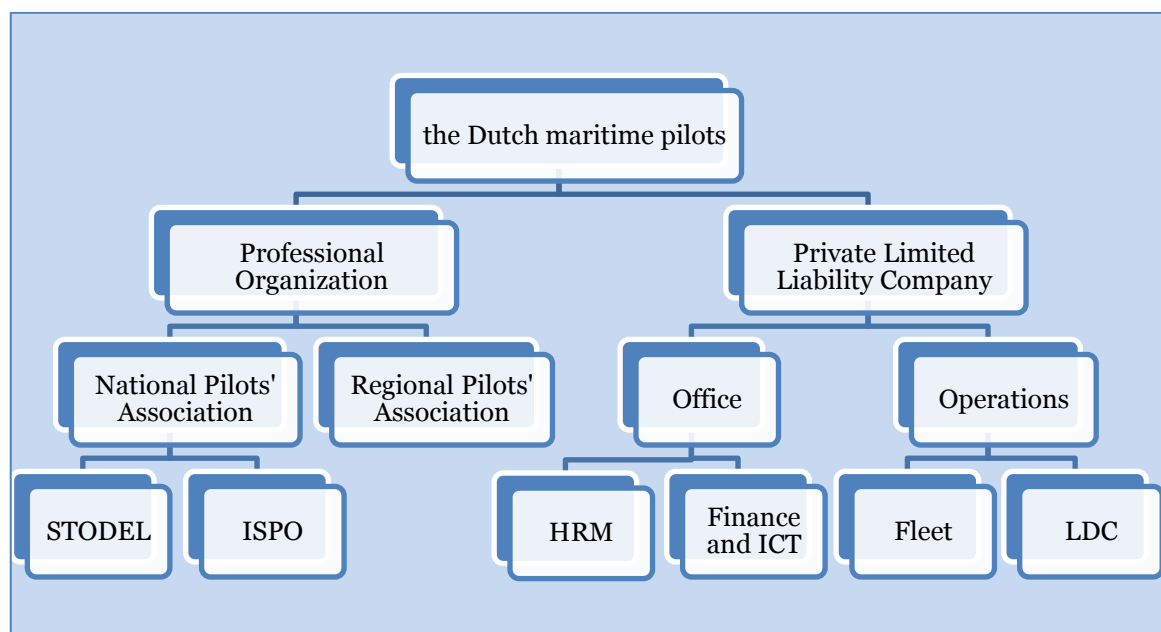 the Dutch maritime pilots
Professional
Organization
Private Limited
Liability Company
National Pilots'
Association
Regional Pilots'
Association
Office
Operations
STODEL
ISPO
HRM
Finance
and ICT
Fleet
LDC